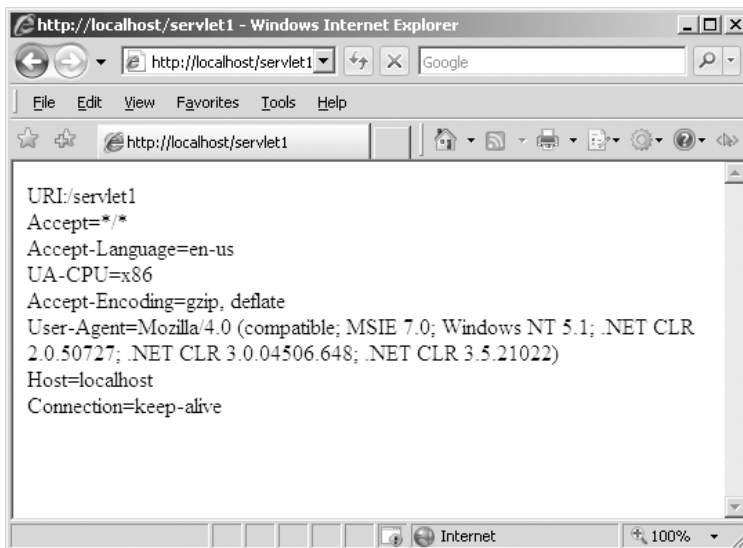 http://localhost/servlet1 - Windows Internet Explorer
http://localhost/servlet1
Google
File Edit View Favorites Tools Help
http://localhost/servlet1
URI:/servlet1
Accept=*/*
Accept-Language=en-us
UA-CPU=x86
Accept-Encoding=gzip, deflate
User-Agent=Mozilla/4.0 (compatible; MSIE 7.0; Windows NT 5.1; .NET CLR
2.0.50727; .NET CLR 3.0.04506.648; .NET CLR 3.5.21022)
Host=localhost
Connection=keep-alive
Internet 100%